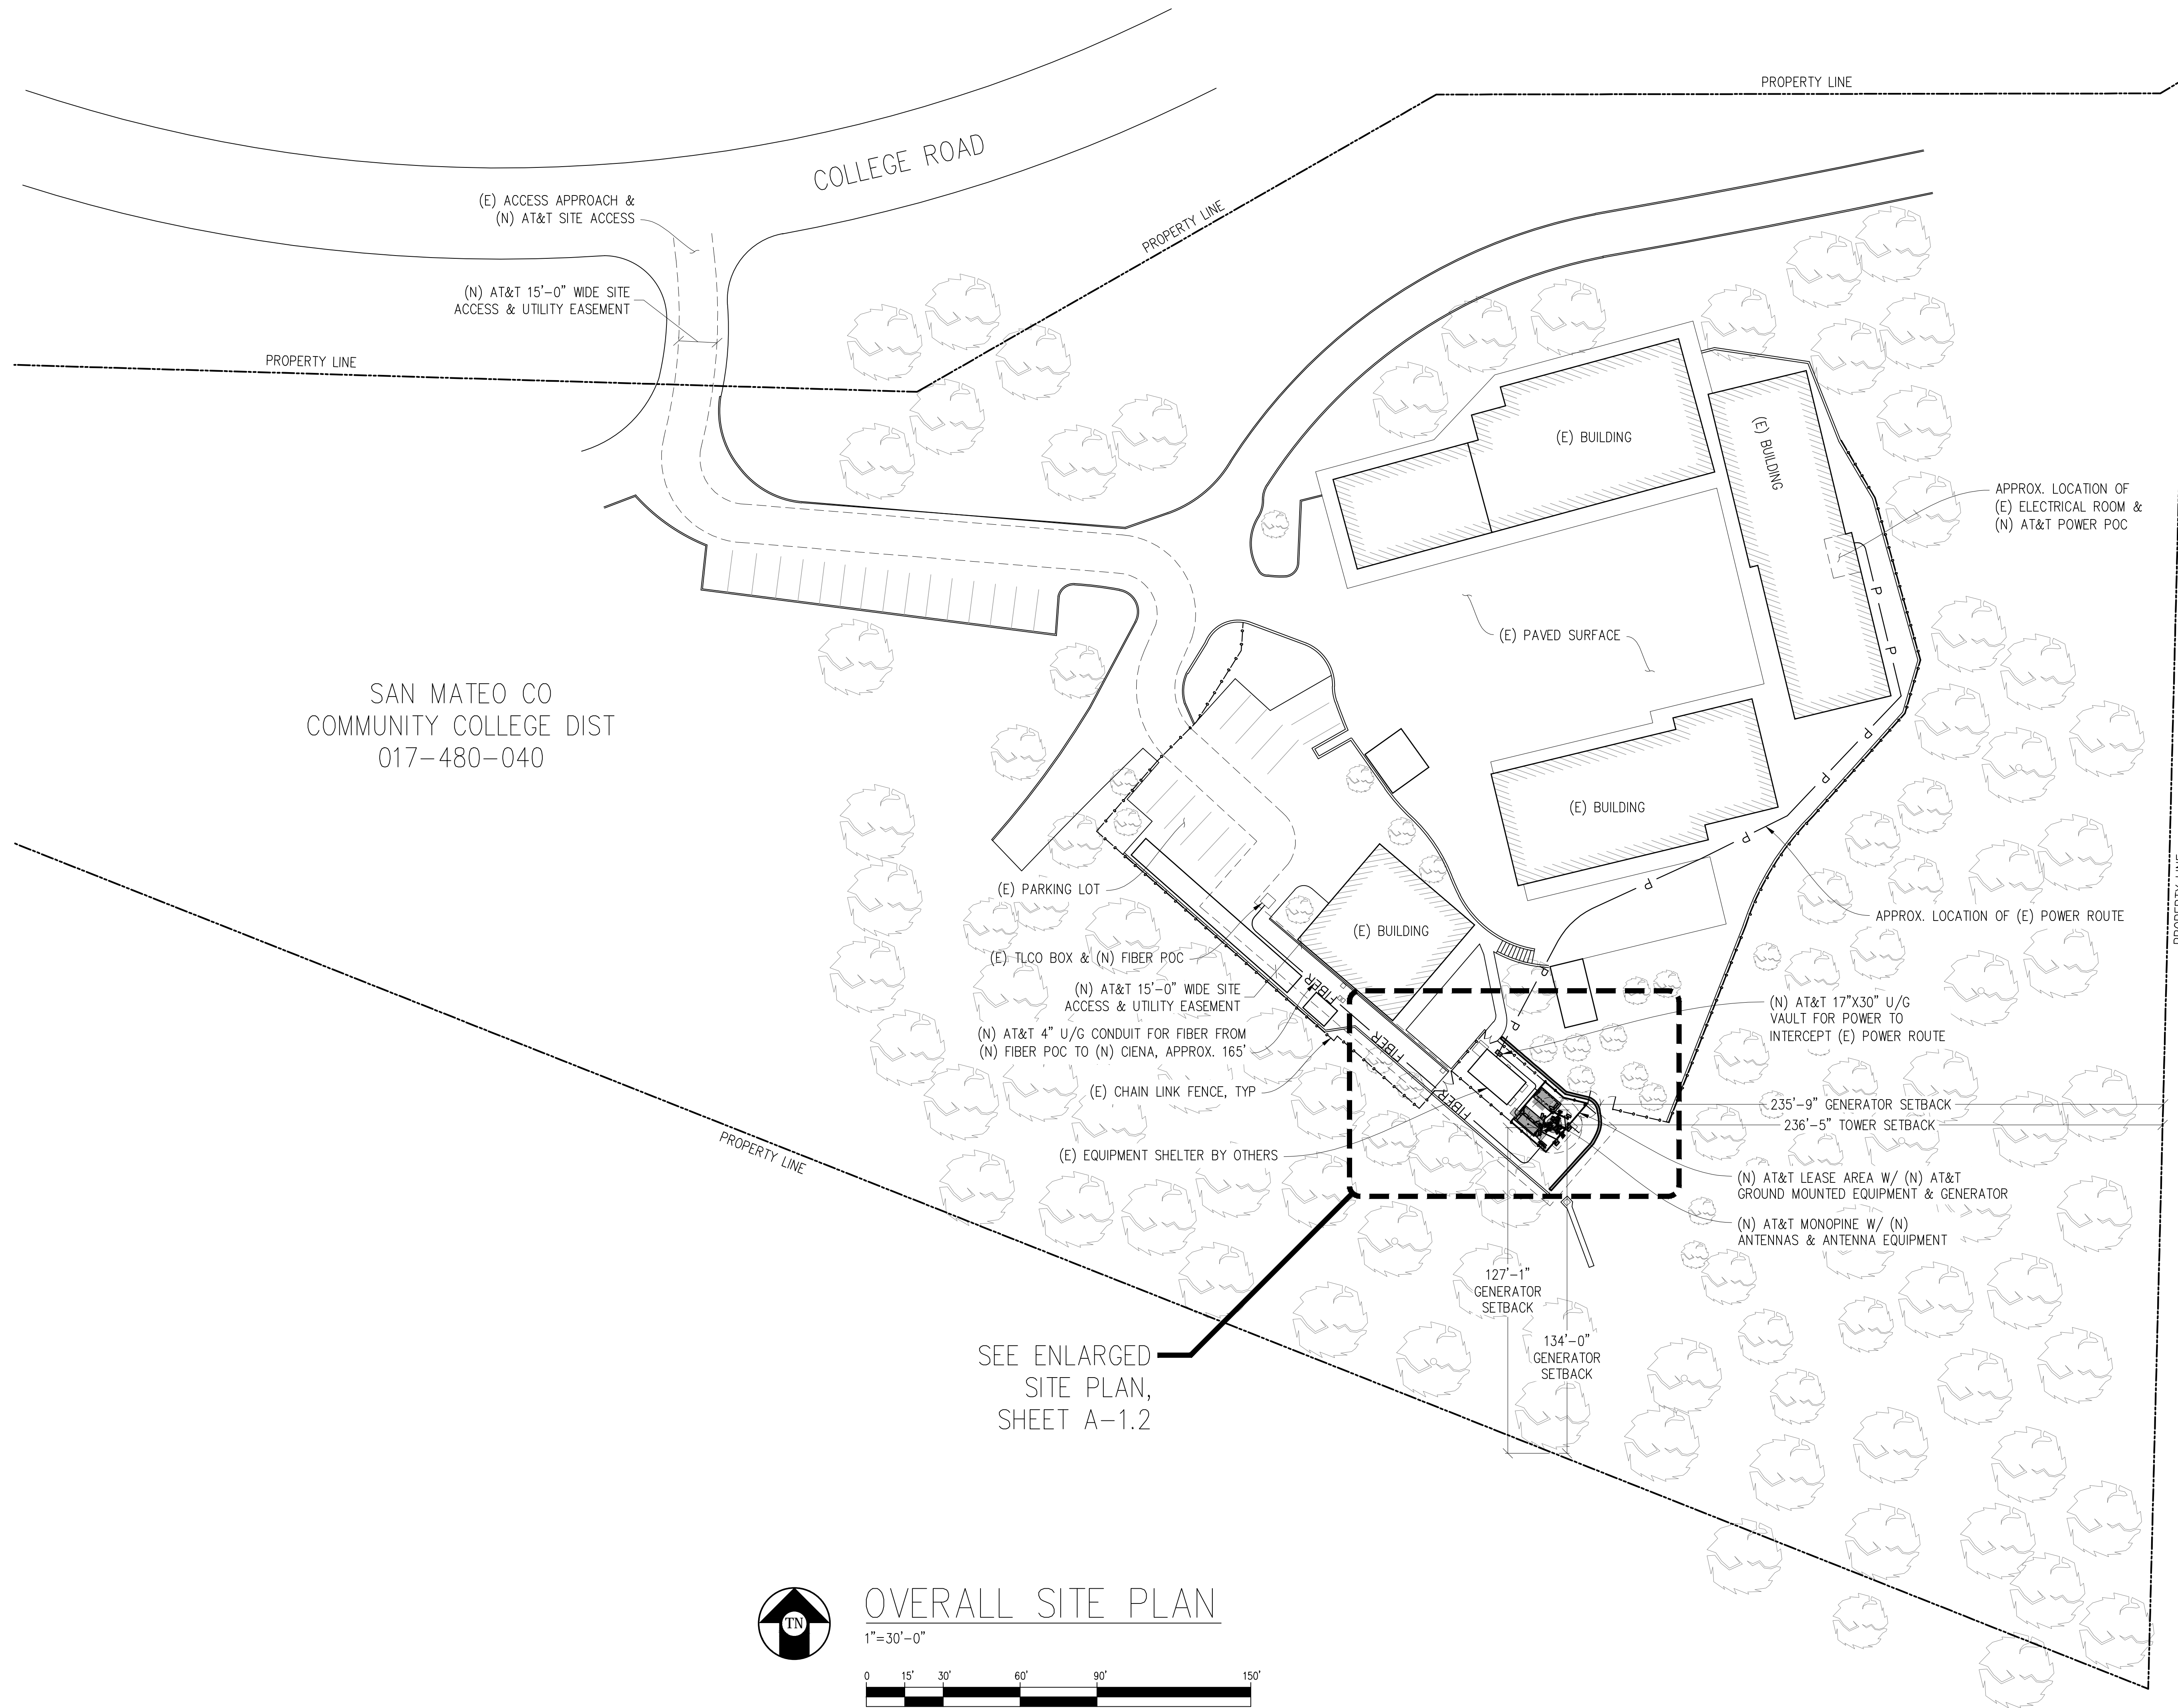 PROPERTY LINE
COLLEGE ROAD
(E) ACCESS APPROACH &
(N) AT&T SITE ACCESS
PROPERTY LINE
(N) AT&T 15'-0" WIDE SITE
ACCESS & UTILITY EASEMENT
PROPERTY LINE
(E) BUILDING
(E) BUILDING
APPROX. LOCATION OF
(E) ELECTRICAL ROOM &
(N) AT&T POWER POC
P
P
(E) PAVED SURFACE
SAN MATEO CO
COMMUNITY COLLEGE DIST
017-480-040
P
P
P
P
(E) BUILDING
PROPERTY LINE
(E) PARKING LOT
APPROX. LOCATION OF (E) POWER ROUTE
(E) BUILDING
(E) TLCO BOX & (N) FIBER POC
P
P
FIBER
(N) AT&T 15'-0" WIDE SITE
ACCESS & UTILITY EASEMENT
(N) AT&T 17"X30" U/G
VAULT FOR POWER TO
INTERCEPT (E) POWER ROUTE
(N) AT&T 4" U/G CONDUIT FOR FIBER FROM
(N) FIBER POC TO (N) CIENA, APPROX. 165'
FIBER
(E) CHAIN LINK FENCE, TYP
FIBER
235'-9" GENERATOR SETBACK
236'-5" TOWER SETBACK
PROPERTY LINE
(E) EQUIPMENT SHELTER BY OTHERS
(N) AT&T LEASE AREA W/ (N) AT&T
GROUND MOUNTED EQUIPMENT & GENERATOR
(N) AT&T MONOPINE W/ (N)
ANTENNAS & ANTENNA EQUIPMENT
127'-1"
GENERATOR
SETBACK
134'-0"
GENERATOR
SETBACK
SEE ENLARGED
SITE PLAN,
SHEET A-1.2
TN
OVERALL SITE PLAN
1"=30'-0"
0 15' 30' 60' 90' 150'